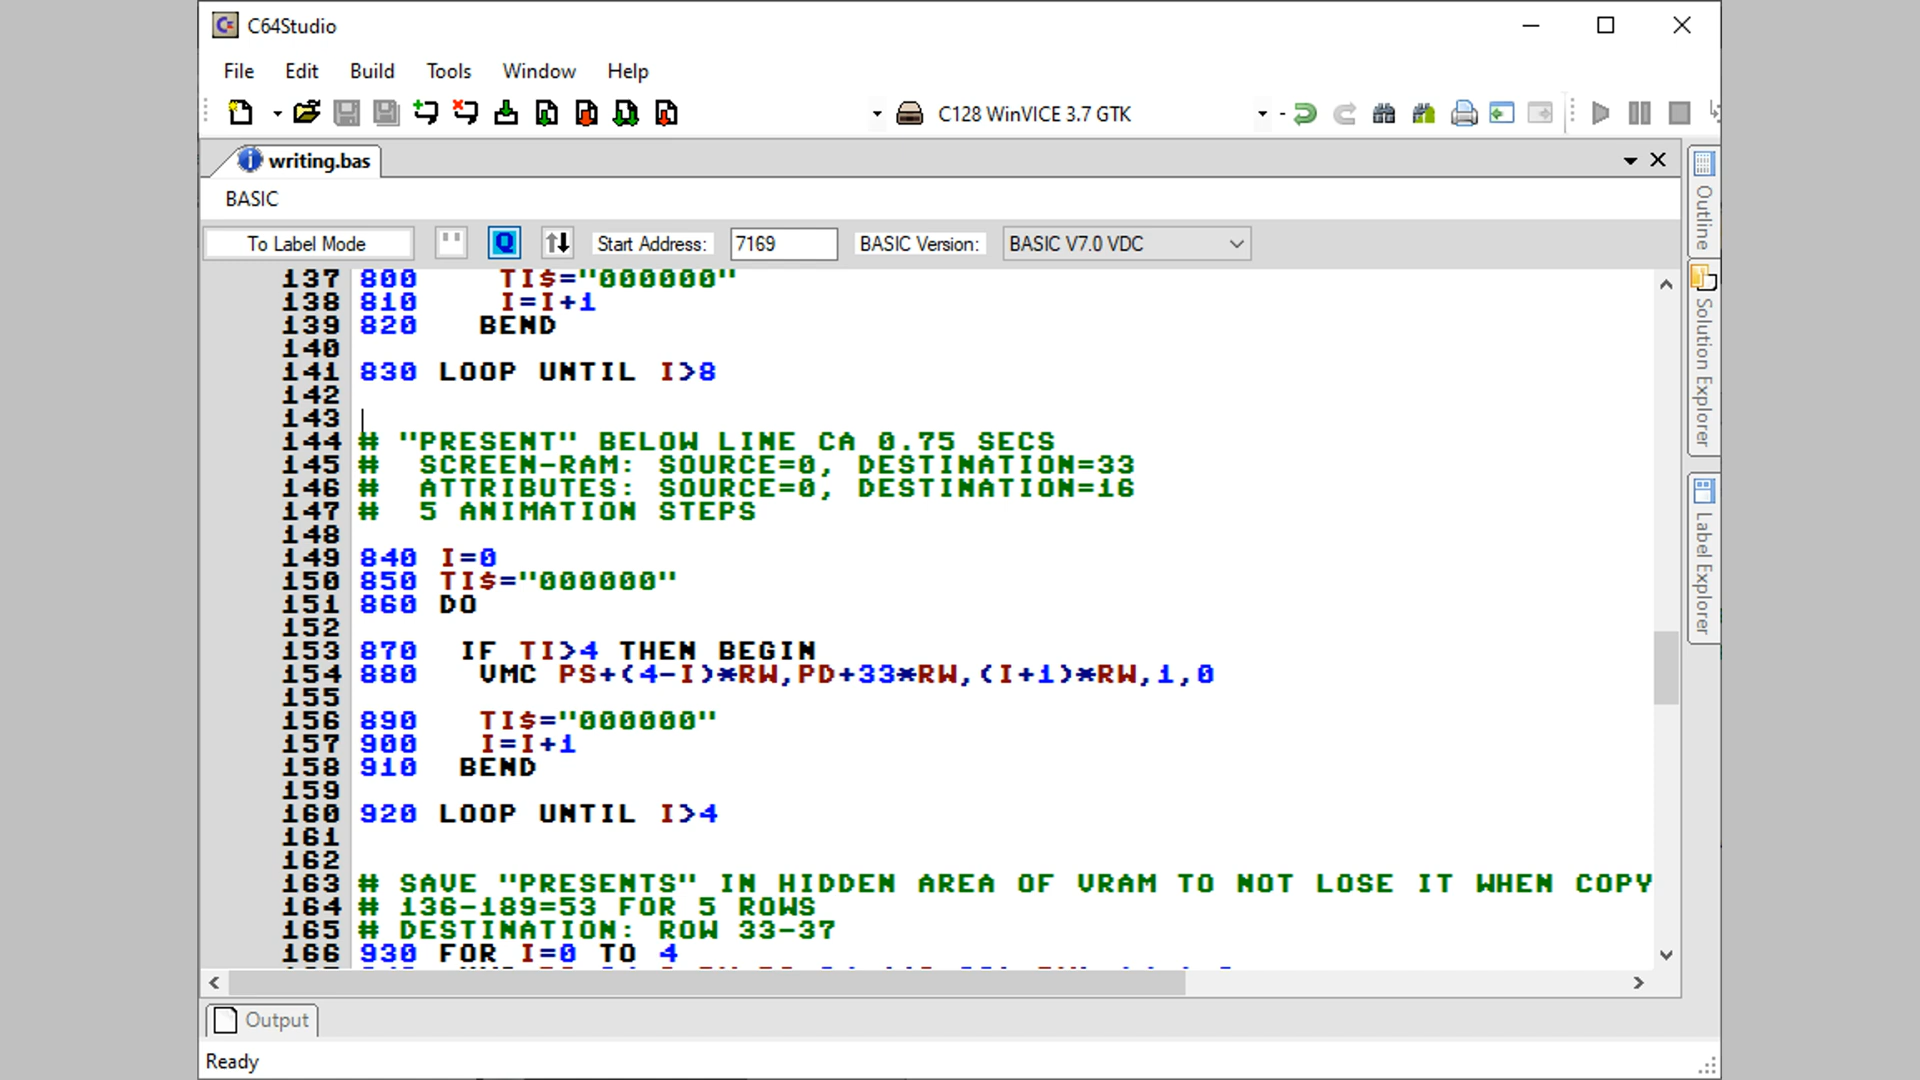 C64Studio
File Edit Build Tools Window Help
C128 WinVICE 3.7 GTK
writing.bas
BASIC
To Label Mode " Q Start Address: 7169 BASIC Version: BASIC V7.0 VDC
137 800 TI$="000000"
138 810 I=I+1
139 820 BEND
140
141 830 LOOP UNTIL I>8
142
143
144 # "PRESENT" BELOW LINE CA 0.75 SECS
145 # SCREEN-RAM: SOURCE=0, DESTINATION=33
146 # ATTRIBUTES: SOURCE=0, DESTINATION=16
147 # 5 ANIMATION STEPS
148
149 840 I=0
150 850 TI$="000000"
151 860 DO
152
153 870 IF TI>4 THEN BEGIN
154 880 VMC PS+(4-I)*RW,PD+33*RW,(I+1)*RW,1,0
155
156 890 TI$="000000"
157 900 I=I+1
158 910 BEND
159
160 920 LOOP UNTIL I>4
161
162
163 # SAVE "PRESENTS" IN HIDDEN AREA OF VRAM TO NOT LOSE IT WHEN COPY
164 # 136-189=53 FOR 5 ROWS
165 # DESTINATION: ROW 33-37
166 930 FOR I=0 TO 4
Outline
Solution Explorer
Label Explorer
Output
Ready